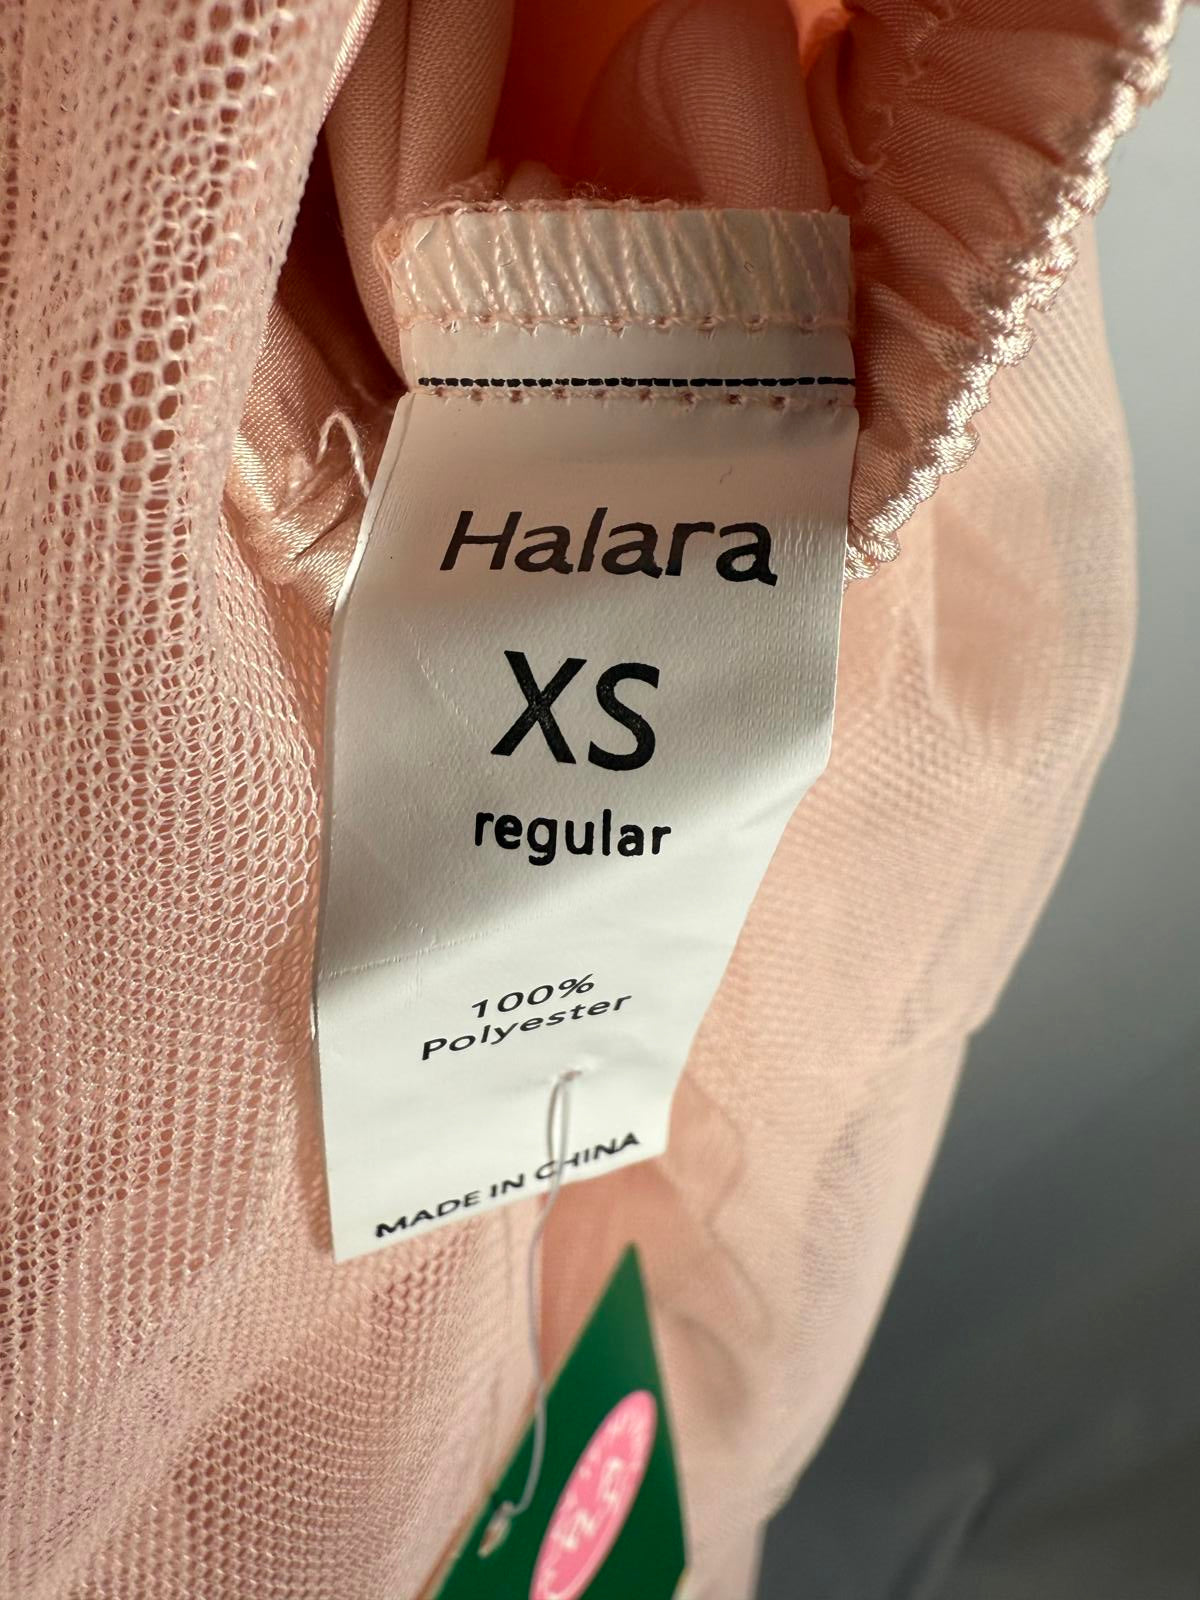 Halara
XS
regular
100%
Polyester
MADE IN CHINA